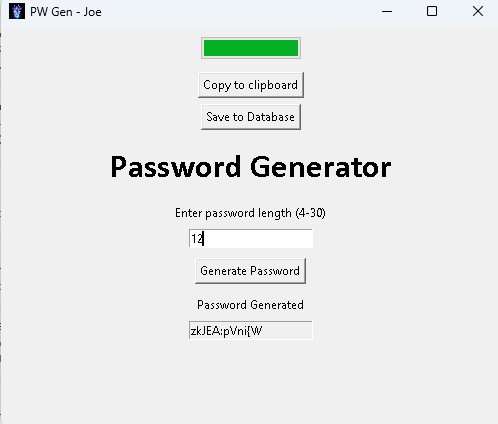 PW Gen - Joe
Copy to clipboard
Save to Database
Password Generator
Enter password length (4-30)
12
Generate Password
Password Generated
zkJEA:pVni{W